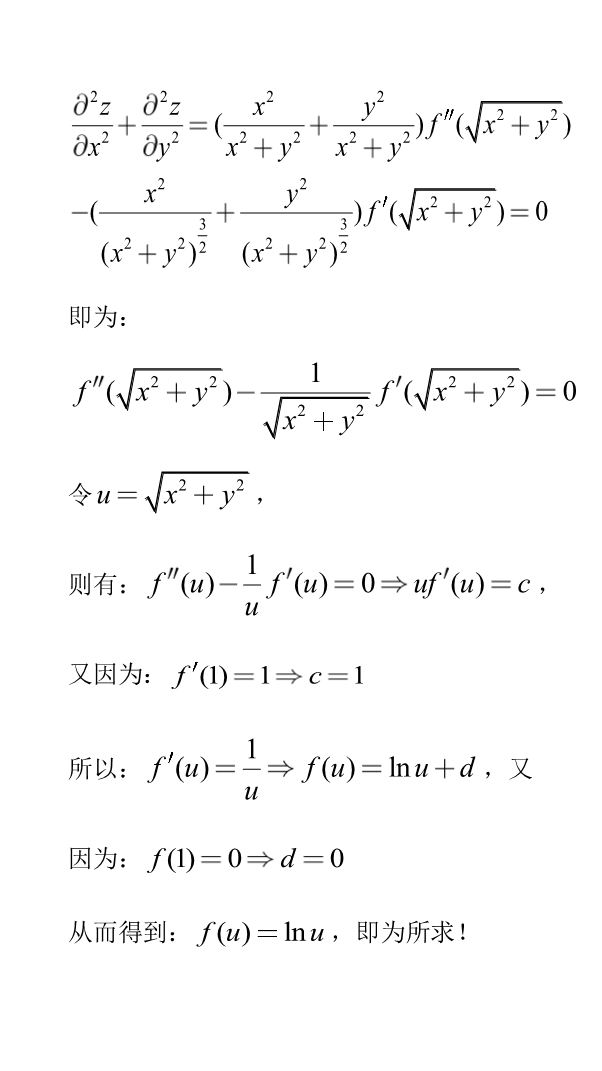 ∂²z/∂x² + ∂²z/∂y² = (x²/(x²+y²) + y²/(x²+y²))f″(√(x²+y²))
−(x²/(x²+y²)^(3/2) + y²/(x²+y²)^(3/2))f′(√(x²+y²)) = 0
即为：
f″(√(x²+y²)) − 1/√(x²+y²) f′(√(x²+y²)) = 0
令u = √(x²+y²)，
则有：f″(u) − 1/u f′(u) = 0 ⇒ uf′(u) = c，
又因为：f′(1) = 1 ⇒ c = 1
所以：f′(u) = 1/u ⇒ f(u) = ln u + d，又
因为：f(1) = 0 ⇒ d = 0
从而得到：f(u) = ln u，即为所求！